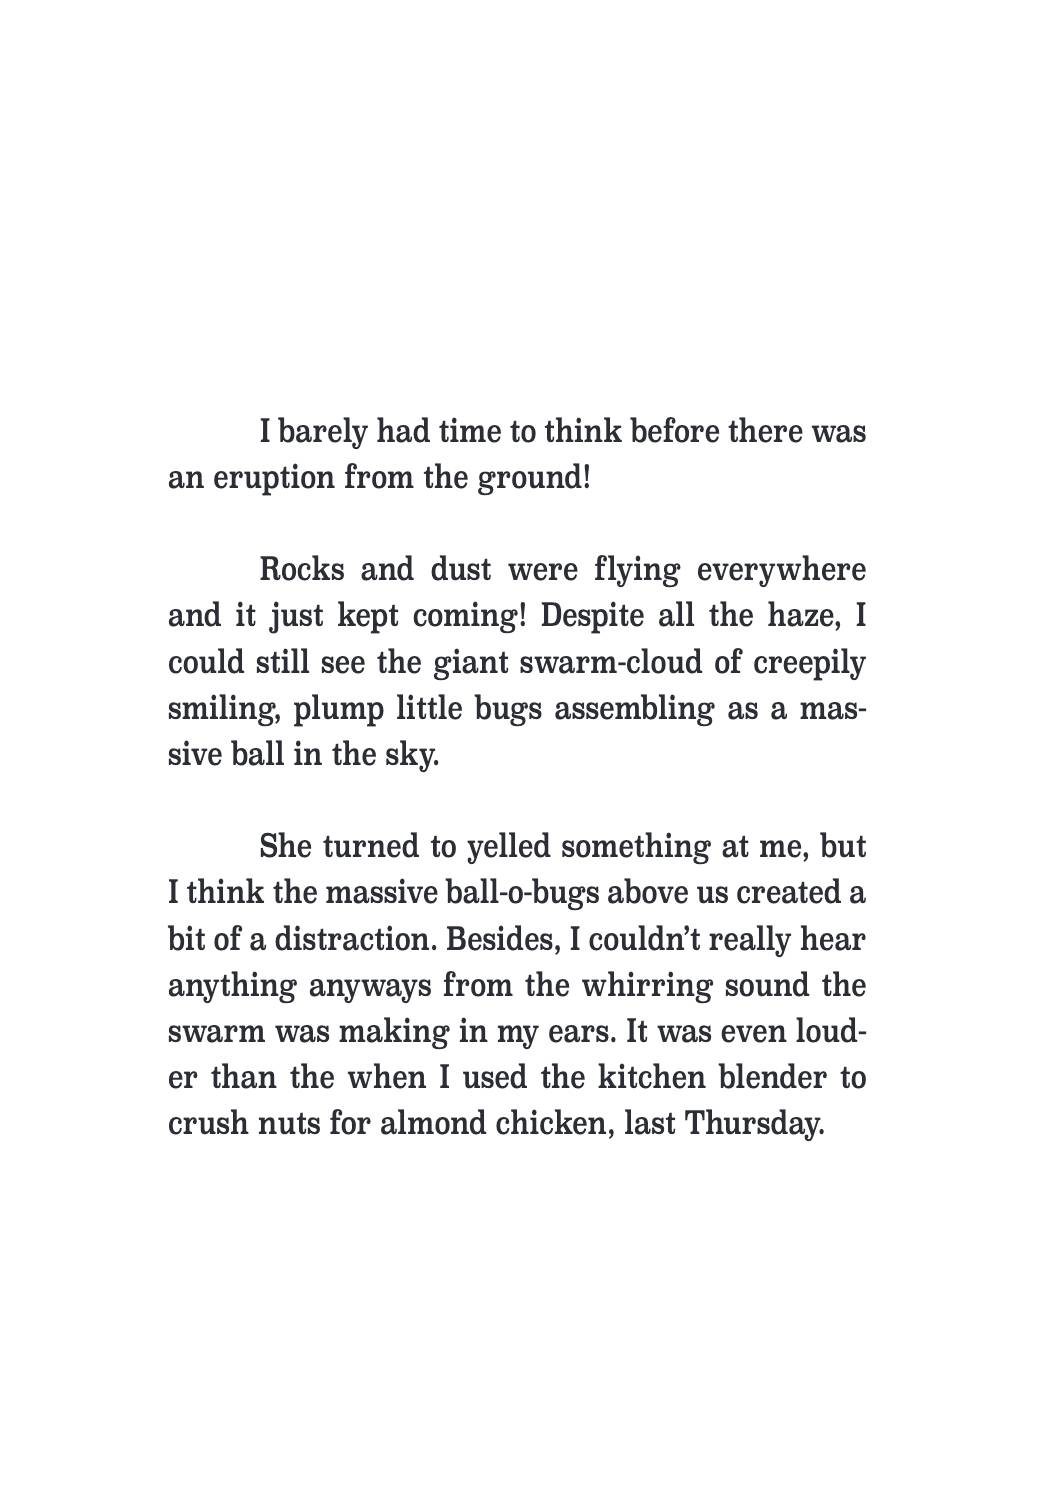 I barely had time to think before there was
an eruption from the ground!
Rocks and dust were flying everywhere
and it just kept coming! Despite all the haze, I
could still see the giant swarm-cloud of creepily
smiling, plump little bugs assembling as a mas-
sive ball in the sky.
She turned to yelled something at me, but
I think the massive ball-o-bugs above us created a
bit of a distraction. Besides, I couldn’t really hear
anything anyways from the whirring sound the
swarm was making in my ears. It was even loud-
er than the when I used the kitchen blender to
crush nuts for almond chicken, last Thursday.